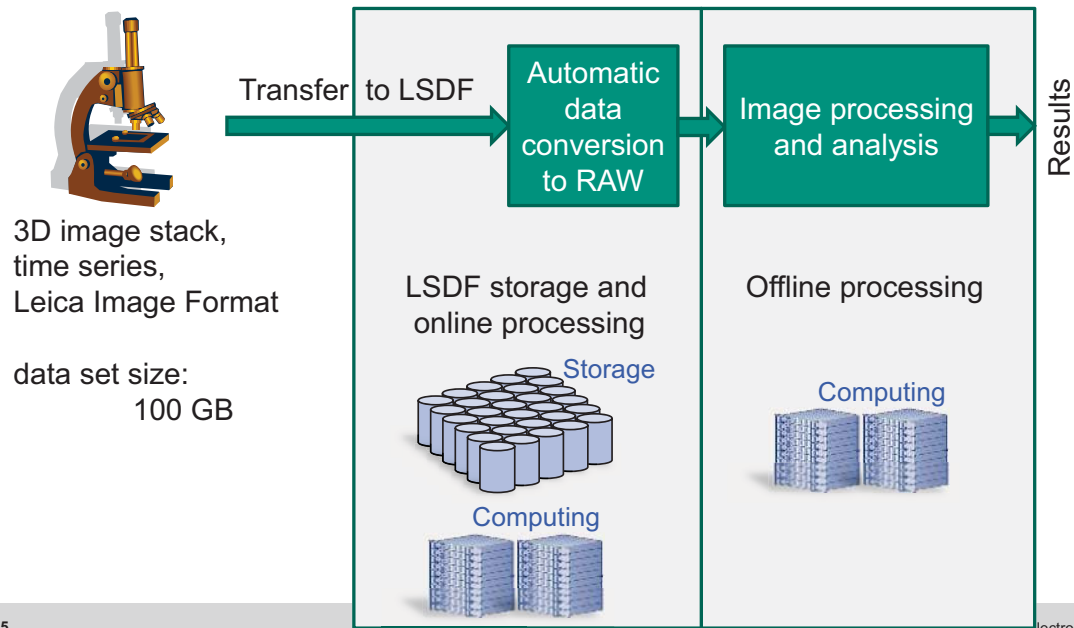 Transfer to LSDF
Automatic
data
conversion
to RAW
Image processing
and analysis
Results
3D image stack,
time series,
Leica Image Format
data set size:
100 GB
LSDF storage and
online processing
Storage
Computing
Offline processing
Computing
5